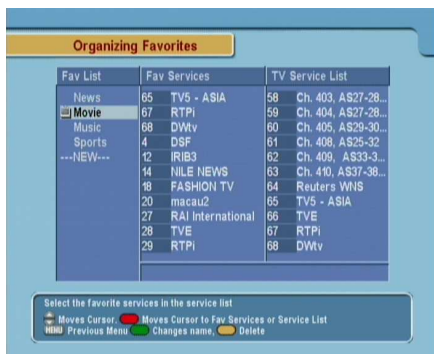 Organizing Favorites
Fav List
Fav Services
TV Service List
News
Movie
Music
Sports
---NEW---
65 TV5 - ASIA
67 RTPi
68 DWtv
4 DSF
12 IRIB3
14 NILE NEWS
18 FASHION TV
20 macau2
27 RAI International
28 TVE
29 RTPi
58 Ch. 403, AS27-28...
59 Ch. 404, AS27-28...
60 Ch. 405, AS29-30...
61 Ch. 408, AS25-32
62 Ch. 409, AS33-3...
63 Ch. 410, AS37-38...
64 Reuters WNS
65 TV5 - ASIA
66 TVE
67 RTPi
68 DWtv
Select the favorite services in the service list
Moves Cursor, Moves Cursor to Fav Services or Service List
MENU Previous Menu Changes name, Delete